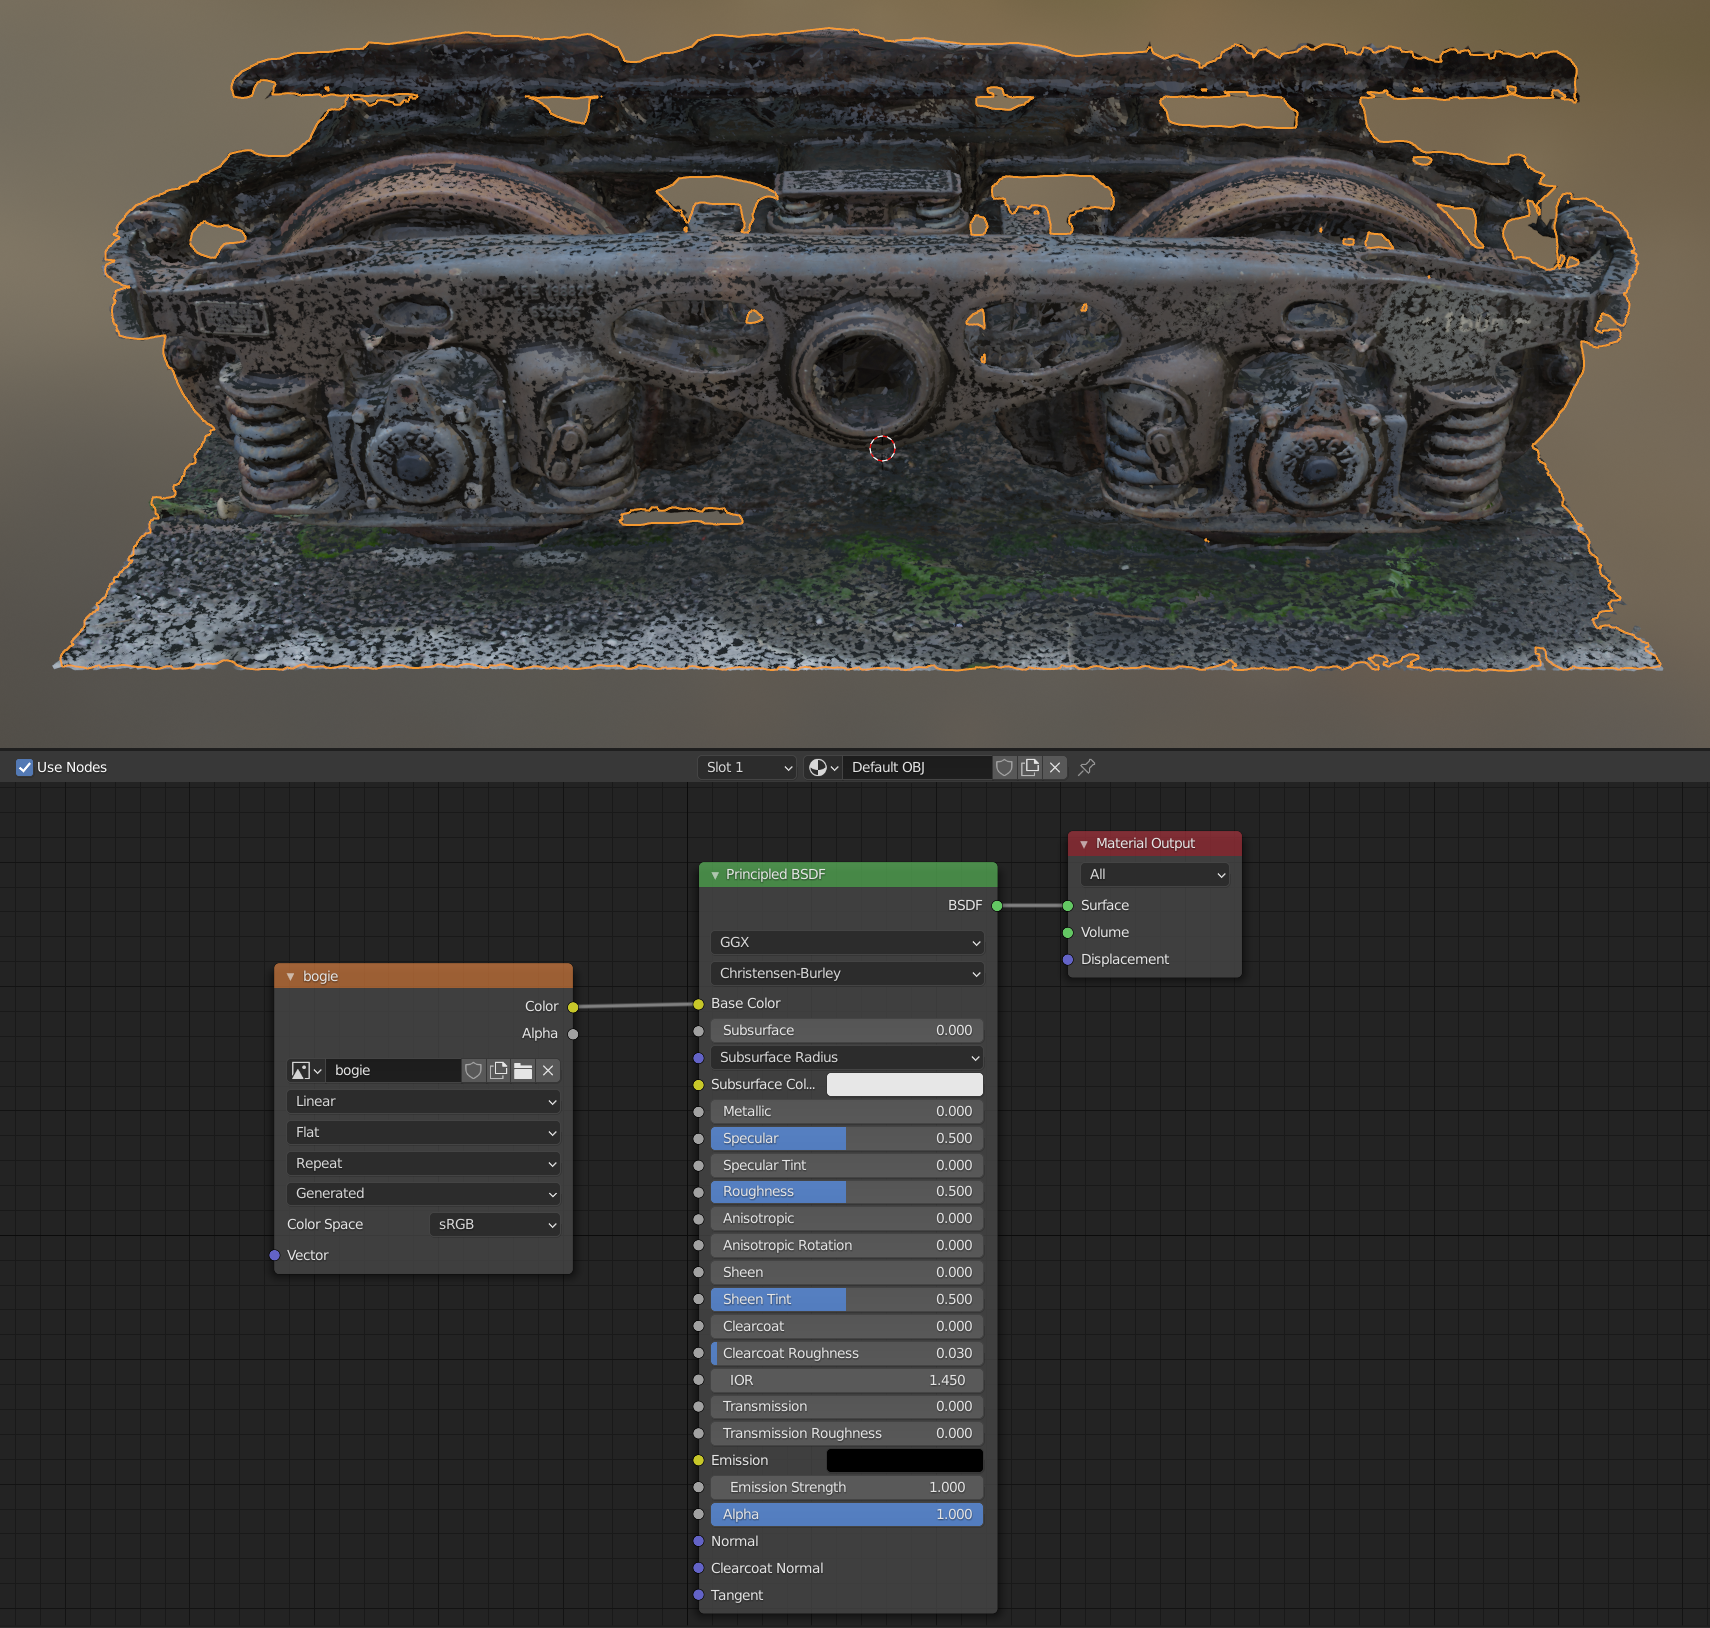 Use Nodes
Slot 1
Default OBJ
Material Output
All
Surface
Volume
Displacement
Principled BSDF
BSDF
GGX
Christensen-Burley
Base Color
Subsurface 0.000
Subsurface Radius
Subsurface Col...
Metallic 0.000
Specular 0.500
Specular Tint 0.000
Roughness 0.500
Anisotropic 0.000
Anisotropic Rotation 0.000
Sheen 0.000
Sheen Tint 0.500
Clearcoat 0.000
Clearcoat Roughness 0.030
IOR 1.450
Transmission 0.000
Transmission Roughness 0.000
Emission
Emission Strength 1.000
Alpha 1.000
Normal
Clearcoat Normal
Tangent
bogie
Color
Alpha
bogie
Linear
Flat
Repeat
Generated
Color Space sRGB
Vector